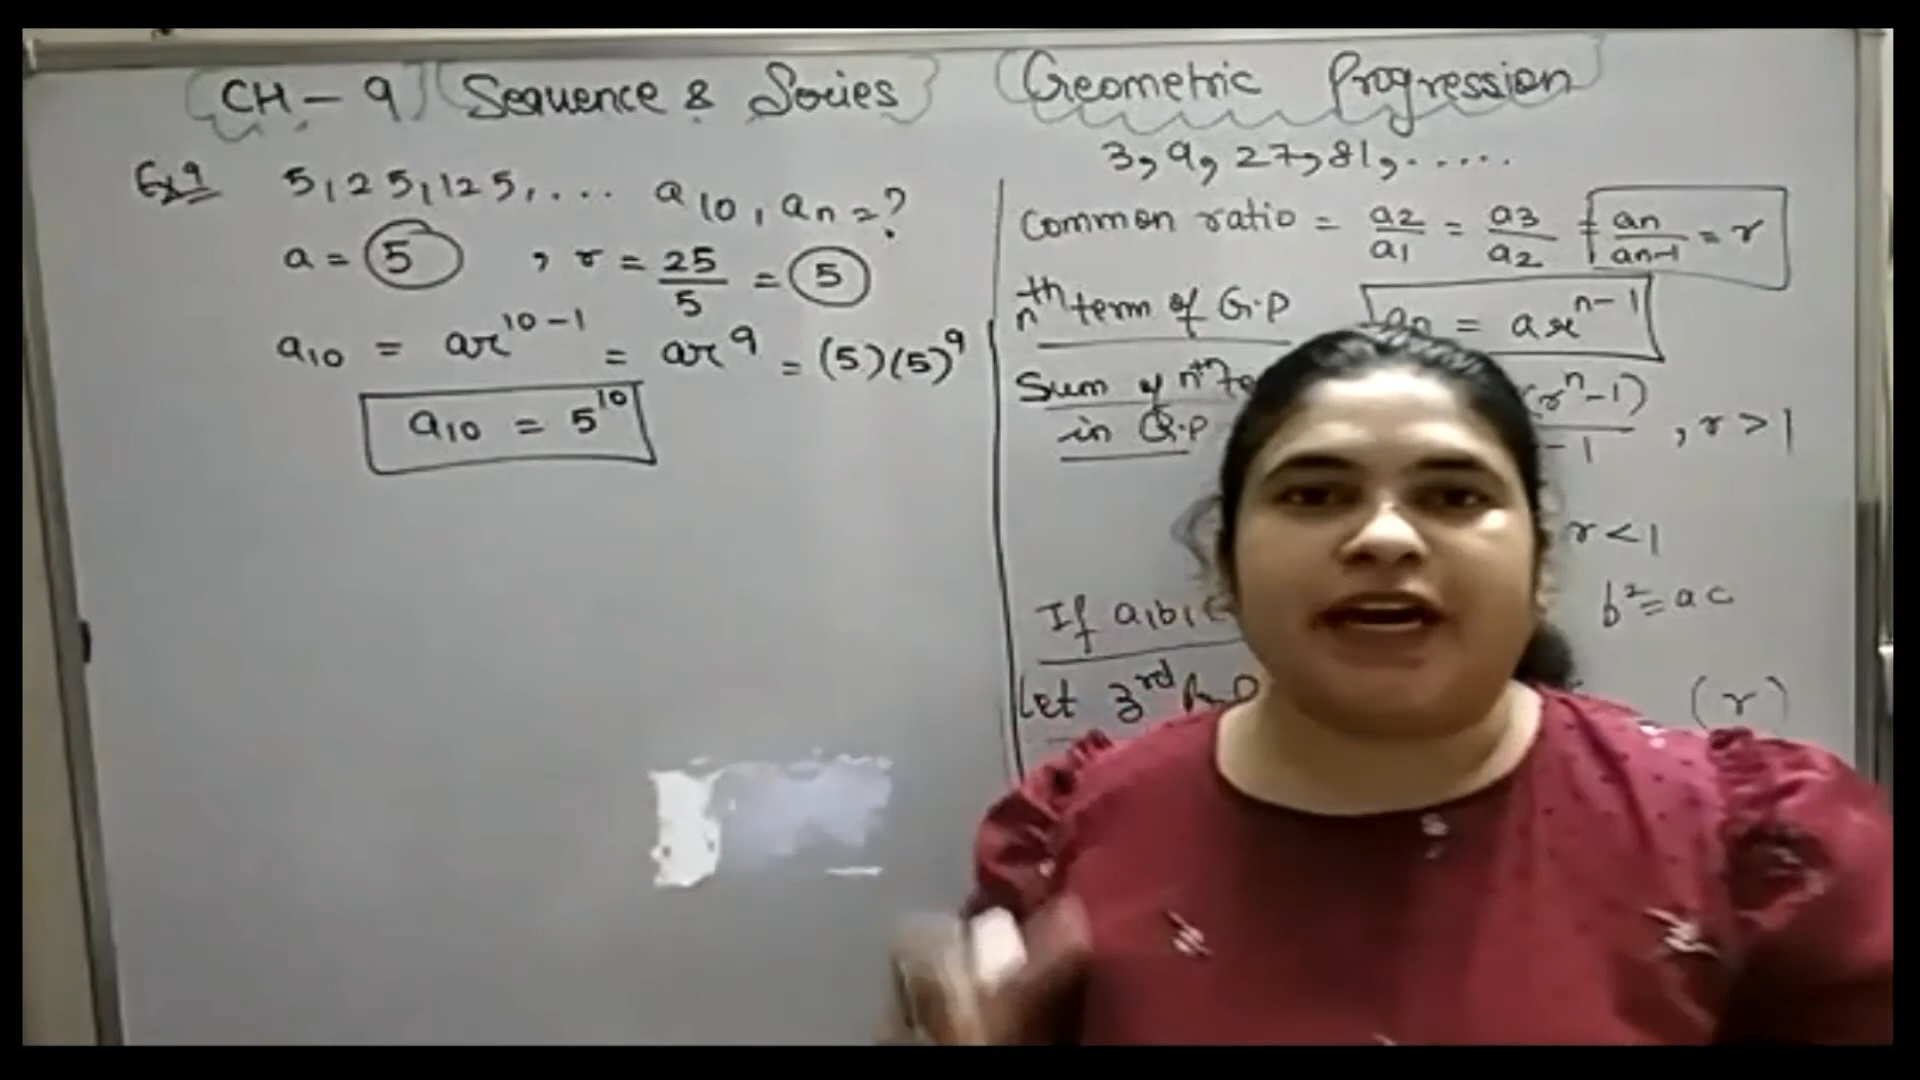 CH - 9 Sequence & Series
Ex 9 5, 25, 125, .... a₁₀, aₙ = ?
a = 5 , r = 25/5 = 5
a₁₀ = ar¹⁰⁻¹ = ar⁹ = (5)(5)⁹
a₁₀ = 5¹⁰
Geometric Progression
3, 9, 27, 81, ......
Common ratio = a₂/a₁ = a₃/a₂ = aₙ/aₙ₋₁ = r
nᵗʰ term of G.P aₙ = arⁿ⁻¹
Sum of nᵗʰ (rⁿ-1)
in G.P -1 , r > 1
r < 1
If a, b, b² = ac
Let 3ʳᵈ (r)